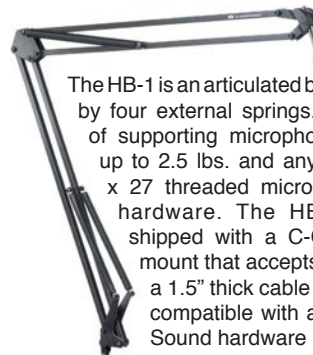 The HB-1 is an articulated b
by four external springs.
of supporting micropho
up to 2.5 lbs. and any
x 27 threaded micro
hardware. The HB
shipped with a C-
mount that accepts
a 1.5” thick cable
compatible with a
Sound hardware